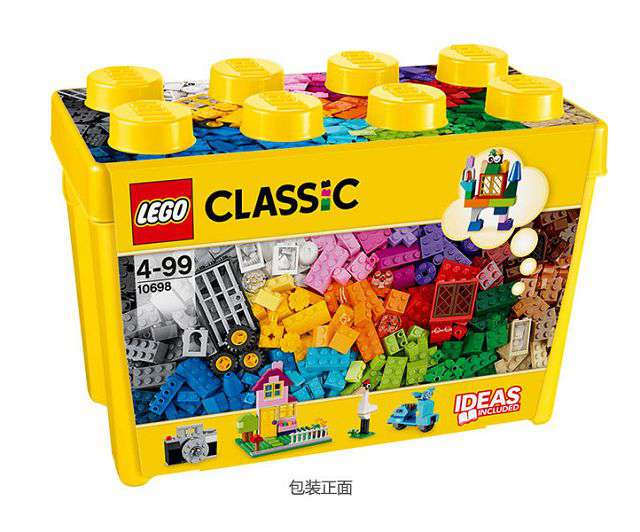 LEGO
CLASSIC
4-99
10698
IDEAS
INCLUDED
包装正面